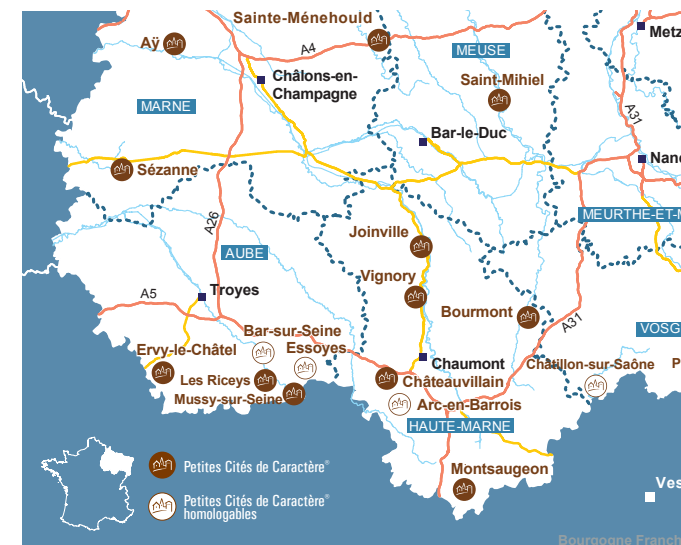 Sainte-Ménehould
Aÿ
A4
Metz
MEUSE
Châlons-en-
Champagne
Saint-Mihiel
MARNE
A31
Bar-le-Duc
Nanc
Sézanne
A26
MEURTHE-ET-M
Joinville
AUBE
Vignory
A5
Troyes
Bourmont
A31
VOSG
Bar-sur-Seine
Ervy-le-Châtel
Essoyes
Chaumont
Châtillon-sur-Saône
P
Les Riceys
Châteauvillain
Mussy-sur-Seine
Arc-en-Barrois
HAUTE-MARNE
Petites Cités de Caractère®
Montsaugeon
Ves
Petites Cités de Caractère®
homologables
Bourgogne Franch